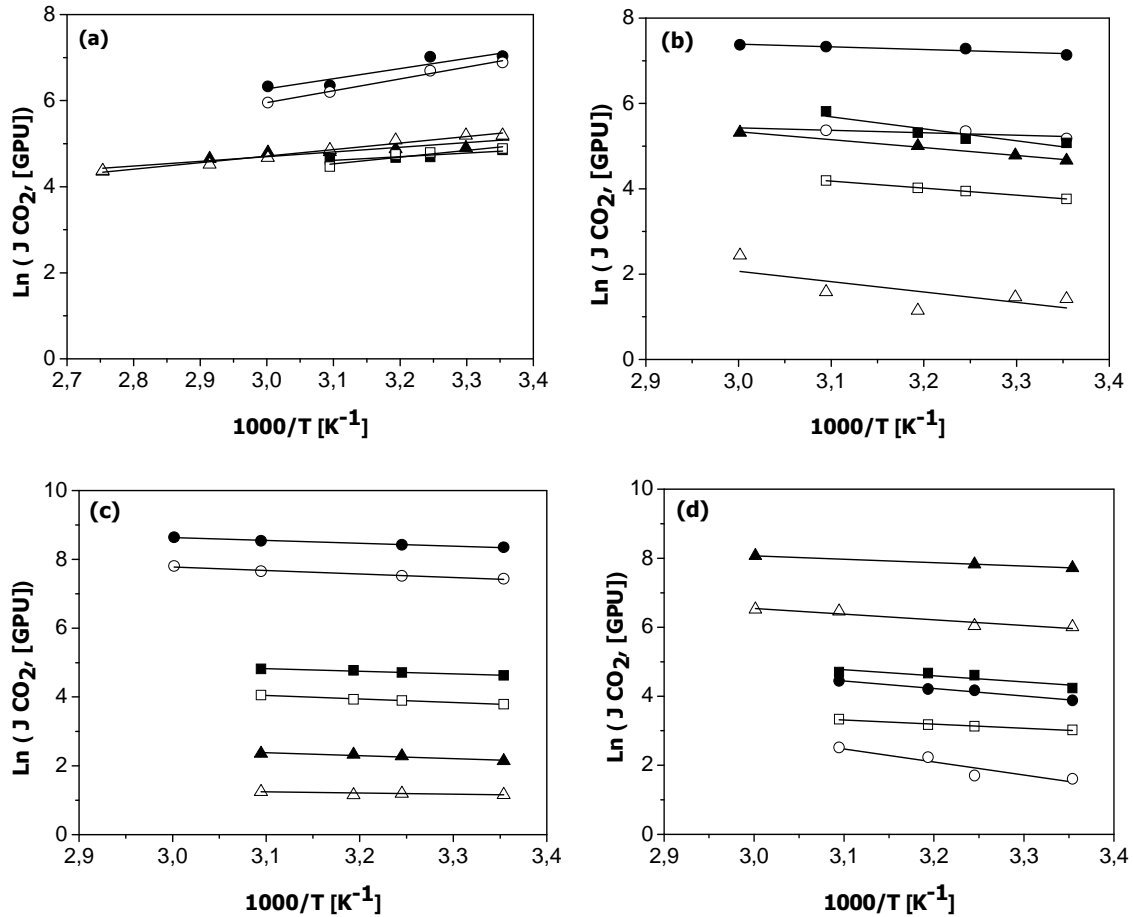 (a)
Ln ( J CO2, [GPU])
10
8
6
4
2
0
2,7 2,8 2,9 3,0 3,1 3,2 3,3 3,4
1000/T [K-1]
(b)
Ln ( J CO2, [GPU])
8
6
4
2
0
2,9 3,0 3,1 3,2 3,3 3,4
1000/T [K-1]
(c)
Ln ( J CO2, [GPU])
10
8
6
4
2
0
2,9 3,0 3,1 3,2 3,3 3,4
1000/T [K-1]
(d)
Ln ( J CO2, [GPU])
10
8
6
4
2
0
2,9 3,0 3,1 3,2 3,3 3,4
1000/T [K-1]